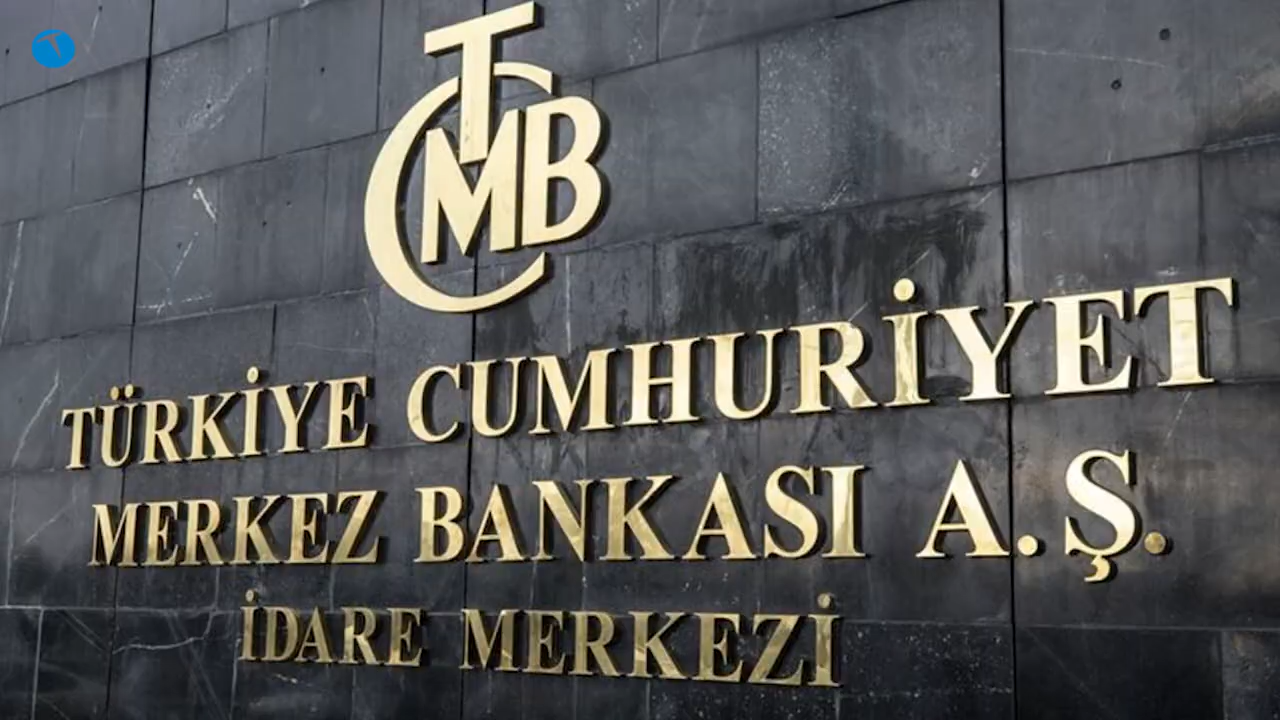 TCMB
TÜRKİYE CUMHURİYET
MERKEZ BANKASI A.Ş.
İDARE MERKEZİ